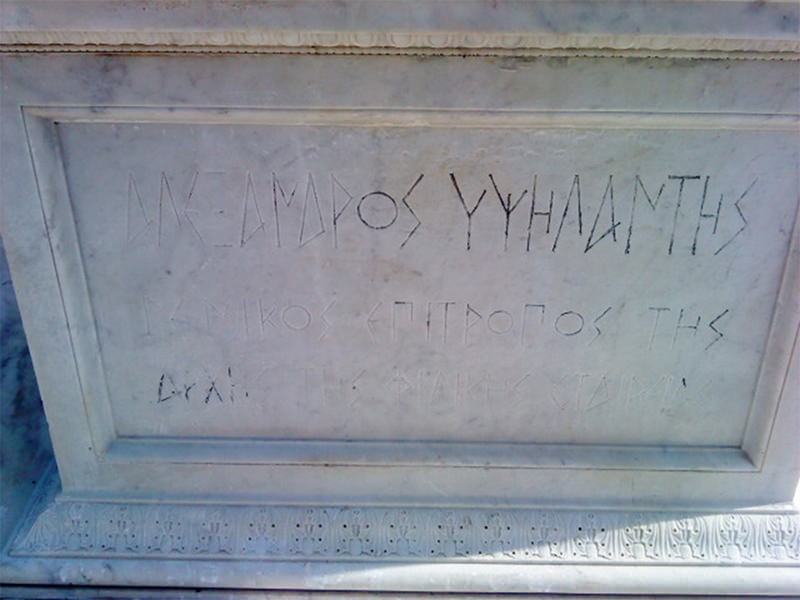 ΑΛΕΞΑΝΔΡΟΣ ΥΨΗΛΑΝΤΗΣ
ΓΕΝΙΚΟΣ ΕΠΙΤΡΟΠΟΣ ΤΗΣ
ΑΡΧΗΣ ΤΗΣ ΦΙΛΙΚΗΣ ΕΤΑΙΡΙΑΣ